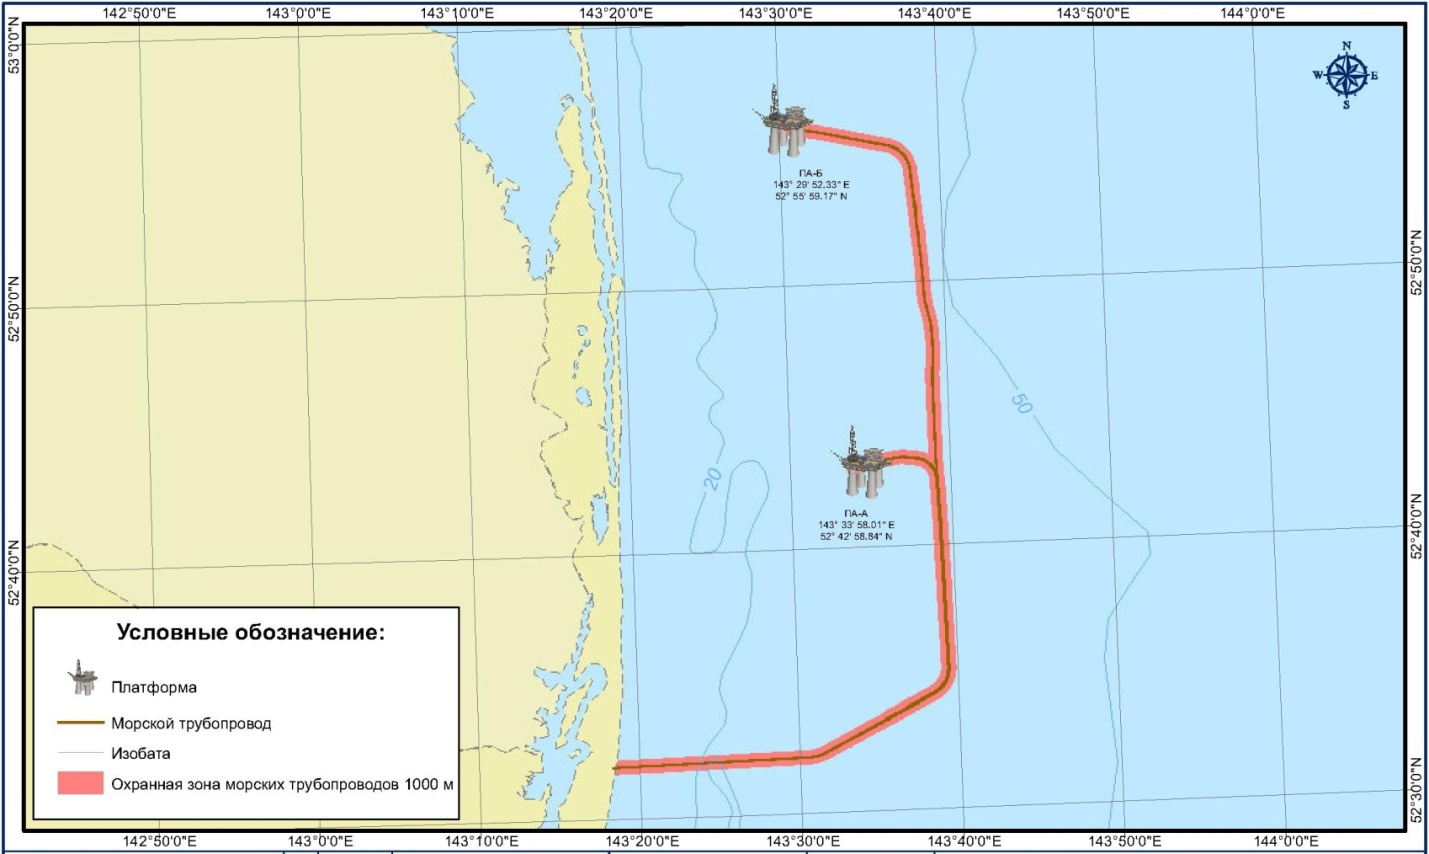 142°50'0"E 143°0'0"E 143°10'0"E 143°20'0"E 143°30'0"E 143°40'0"E 143°50'0"E 144°0'0"E
53°0'0"N
N
W E
S
ПА-Б
143° 29' 52.33" E
52° 55' 59.17" N
52°50'0"N
52°50'0"N
50
20
ПА-А
143° 33' 58.01" E
52° 42' 58.84" N
52°40'0"N
52°40'0"N
Условные обозначение:
Платформа
Морской трубопровод
Изобата
Охранная зона морских трубопроводов 1000 м
52°30'0"N
142°50'0"E 143°0'0"E 143°10'0"E 143°20'0"E 143°30'0"E 143°40'0"E 143°50'0"E 144°0'0"E